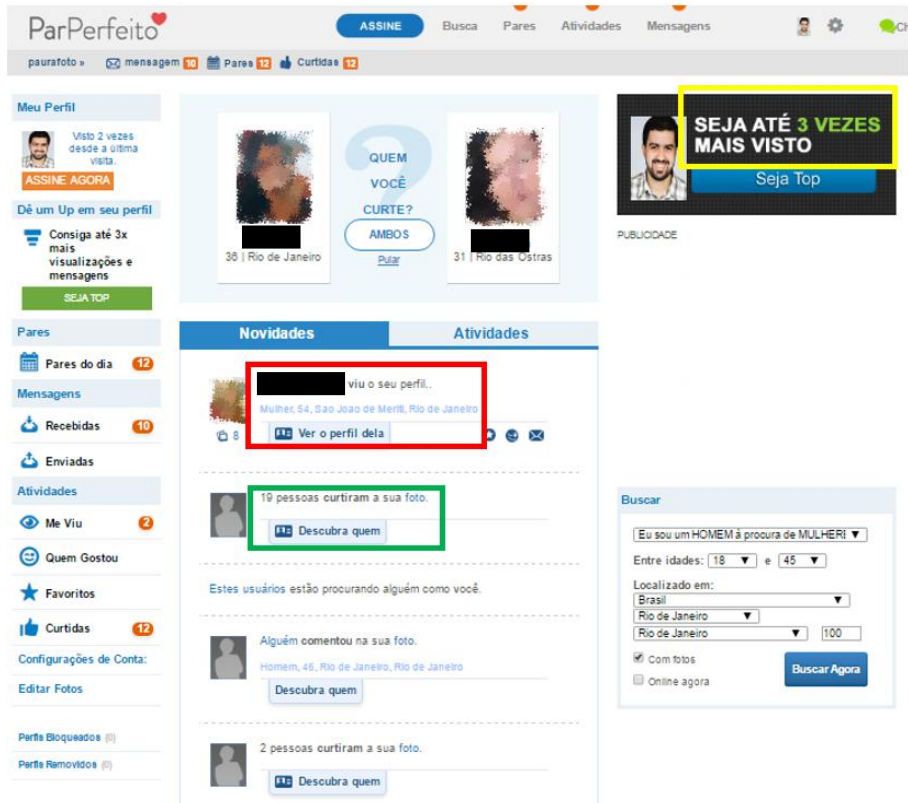 ParPerfeito
ASSINE Busca Pares Atividades Mensagens
paurafoto » mensagem 10 Pares 12 Curtidas 12
Meu Perfil
Visto 2 vezes
desde a última
visita.
ASSINE AGORA
Dê um Up em seu perfil
Consiga até 3x
mais
visualizações e
mensagens
SEJA TOP
Pares
Pares do dia 12
Mensagens
Recebidas 10
Enviadas
Atividades
Me Viu 2
Quem Gostou
Favoritos
Curtidas 12
Configurações de Conta:
Editar Fotos
Perfis Bloqueados (0)
Perfis Removidos (0)
?
QUEM
VOCÊ
CURTE?
AMBOS
Pular
36 | Rio de Janeiro
31 | Rio das Ostras
Novidades Atividades
viu o seu perfil..
Mulher, 54, Sao Joao de Meriti, Rio de Janeiro
8 Ver o perfil dela
19 pessoas curtiram a sua foto.
Descubra quem
Estes usuários estão procurando alguém como você.
Alguém comentou na sua foto.
Homem, 46, Rio de Janeiro, Rio de Janeiro
Descubra quem
2 pessoas curtiram a sua foto.
Descubra quem
SEJA ATÉ 3 VEZES
MAIS VISTO
Seja Top
PUBLICIDADE
Buscar
Eu sou um HOMEM à procura de MULHERE
Entre idades: 18 e 45
Localizado em:
Brasil
Rio de Janeiro
Rio de Janeiro 100
Com fotos
Online agora
Buscar Agora